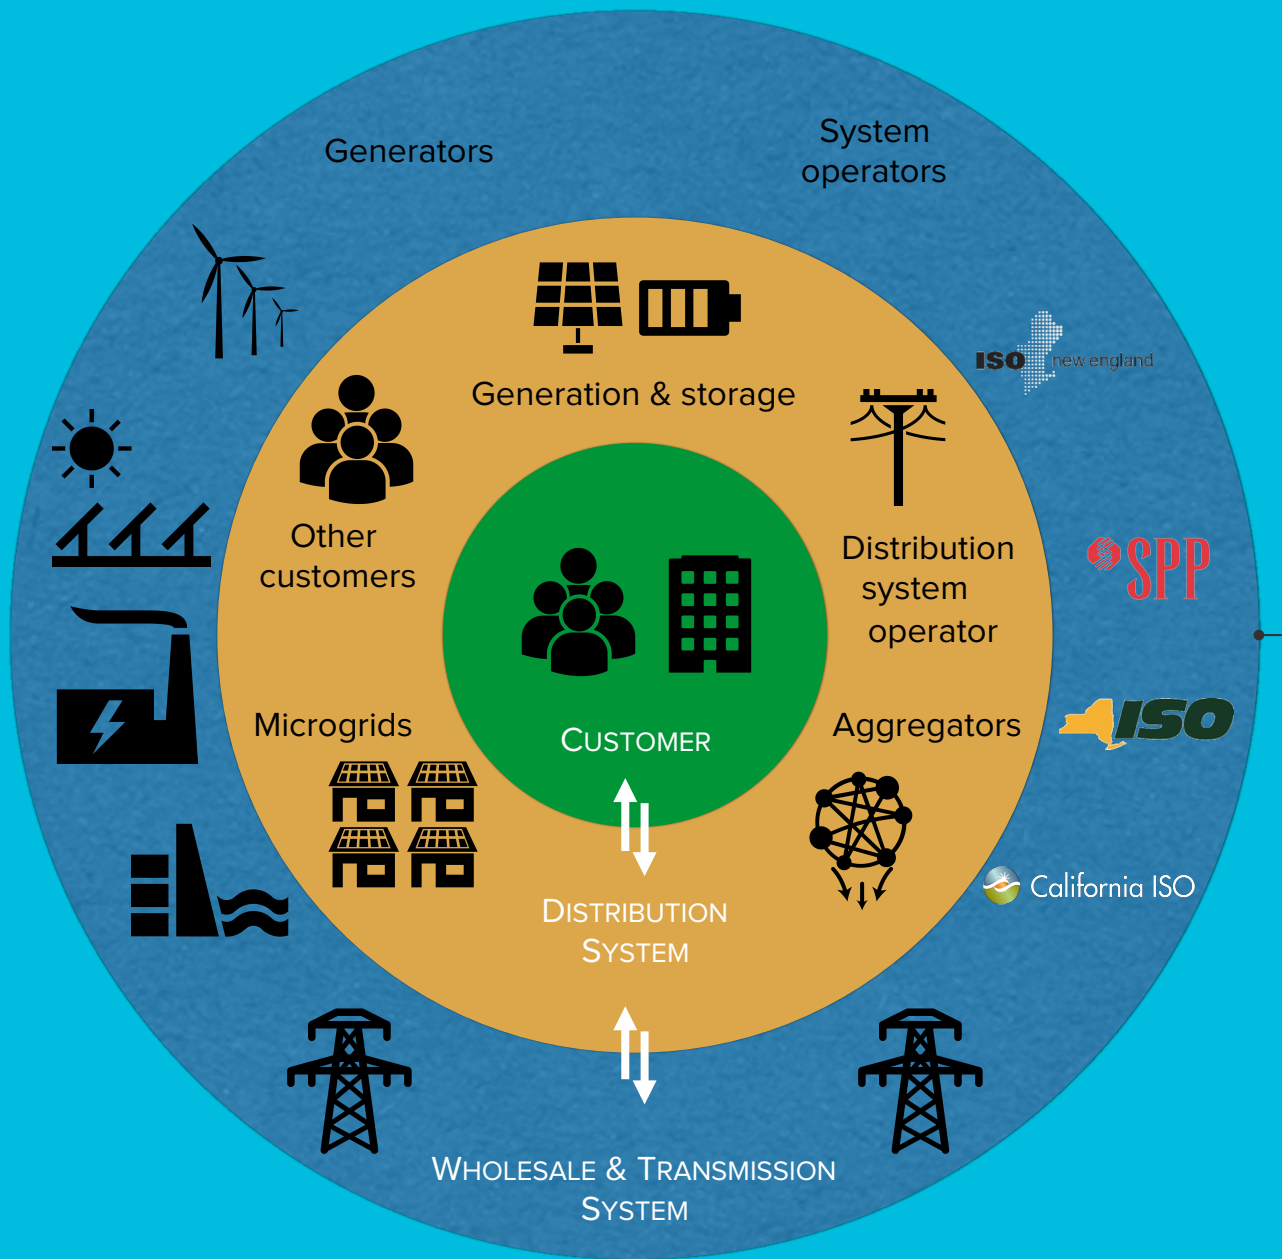 Generators
System
operators
Generation & storage
ISO new england
Other
customers
Distribution
system
operator
SPP
Microgrids
CUSTOMER
Aggregators
ISO
California ISO
DISTRIBUTION
SYSTEM
WHOLESALE & TRANSMISSION
SYSTEM